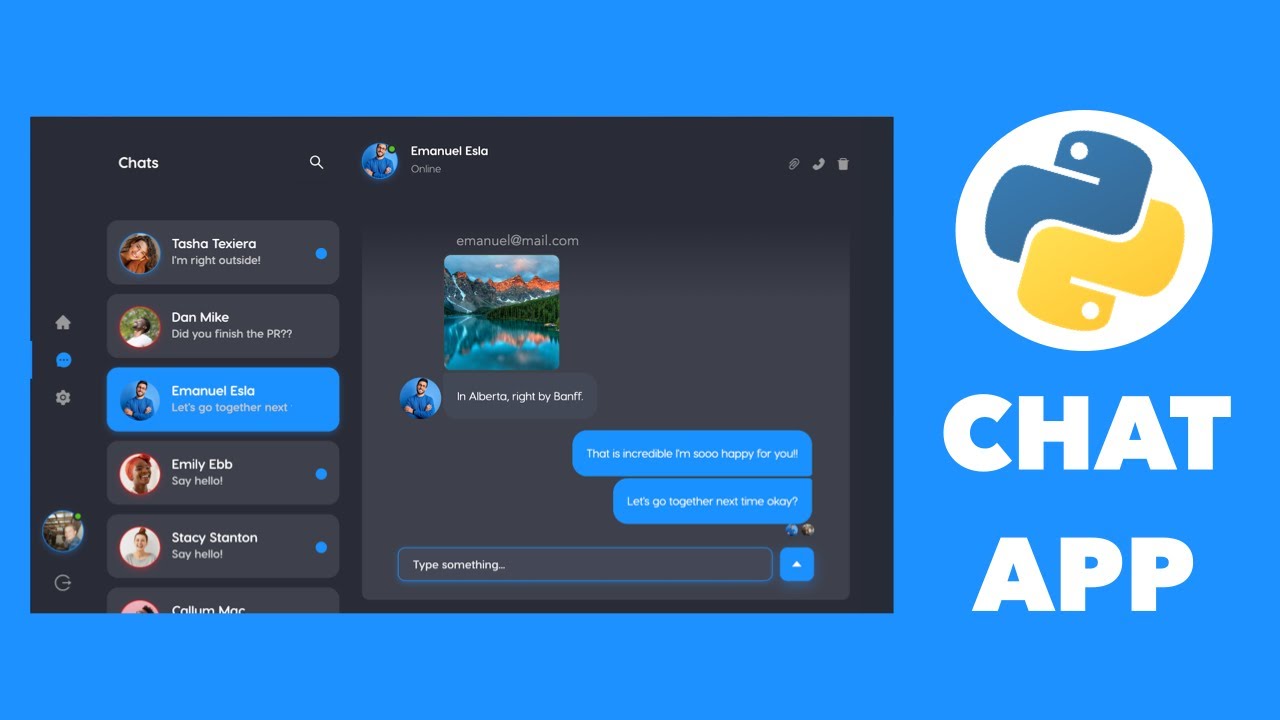 Chats
Tasha Texiera
I'm right outside!
Dan Mike
Did you finish the PR??
Emanuel Esla
Let's go together next
Emily Ebb
Say hello!
Stacy Stanton
Say hello!
Callum Mac
Emanuel Esla
Online
emanuel@mail.com
In Alberta, right by Banff.
That is incredible I'm sooo happy for you!!
Let's go together next time okay?
Type something...
CHAT
APP